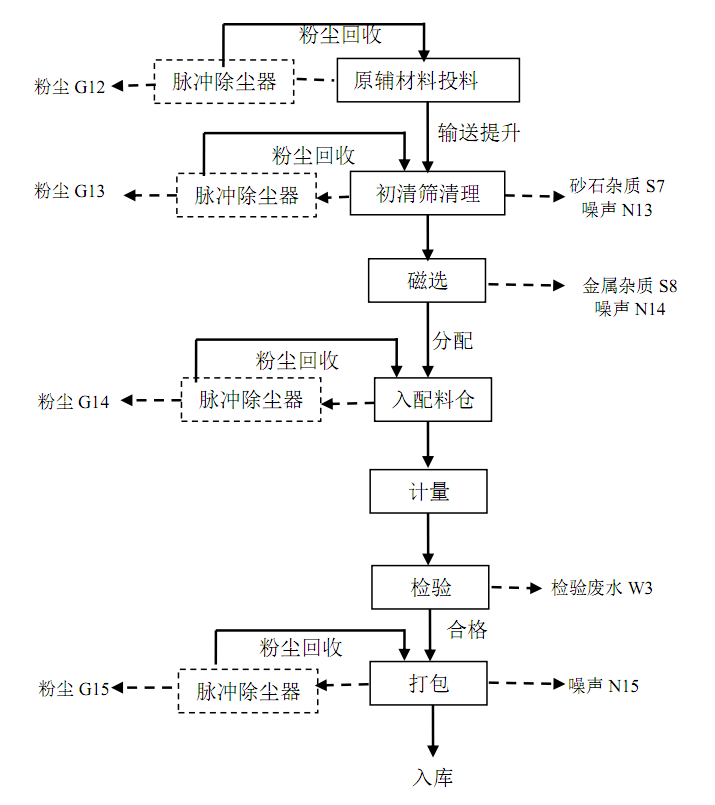 粉尘回收
粉尘 G12
脉冲除尘器
原辅材料投料
输送提升
粉尘回收
粉尘 G13
脉冲除尘器
初清筛清理
砂石杂质 S7
噪声 N13
磁选
金属杂质 S8
噪声 N14
分配
粉尘回收
粉尘 G14
脉冲除尘器
入配料仓
计量
检验
检验废水 W3
合格
粉尘回收
粉尘 G15
脉冲除尘器
打包
噪声 N15
入库